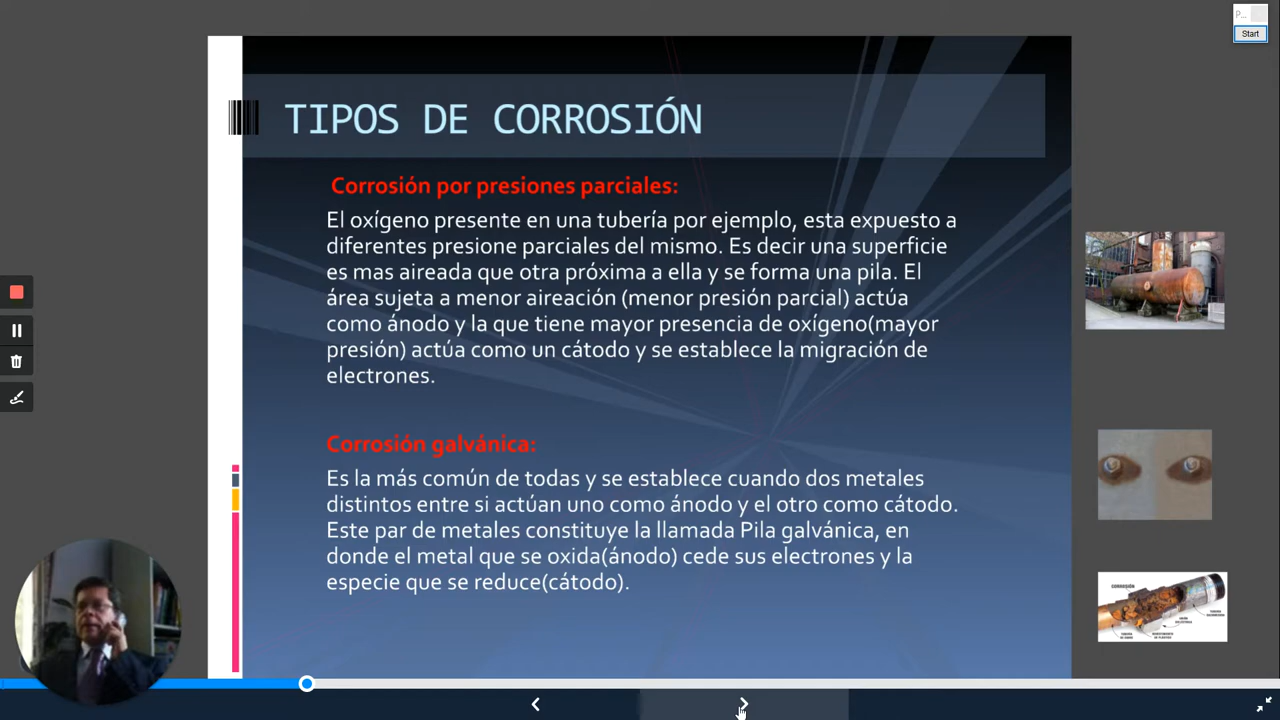 P...
Start
TIPOS DE CORROSIÓN
Corrosión por presiones parciales:
El oxígeno presente en una tubería por ejemplo, esta expuesto a
diferentes presione parciales del mismo. Es decir una superficie
es mas aireada que otra próxima a ella y se forma una pila. El
área sujeta a menor aireación (menor presión parcial) actúa
como ánodo y la que tiene mayor presencia de oxígeno(mayor
presión) actúa como un cátodo y se establece la migración de
electrones.
Corrosión galvánica:
Es la más común de todas y se establece cuando dos metales
distintos entre si actúan uno como ánodo y el otro como cátodo.
Este par de metales constituye la llamada Pila galvánica, en
donde el metal que se oxida(ánodo) cede sus electrones y la
especie que se reduce(cátodo).
CORROSIÓN